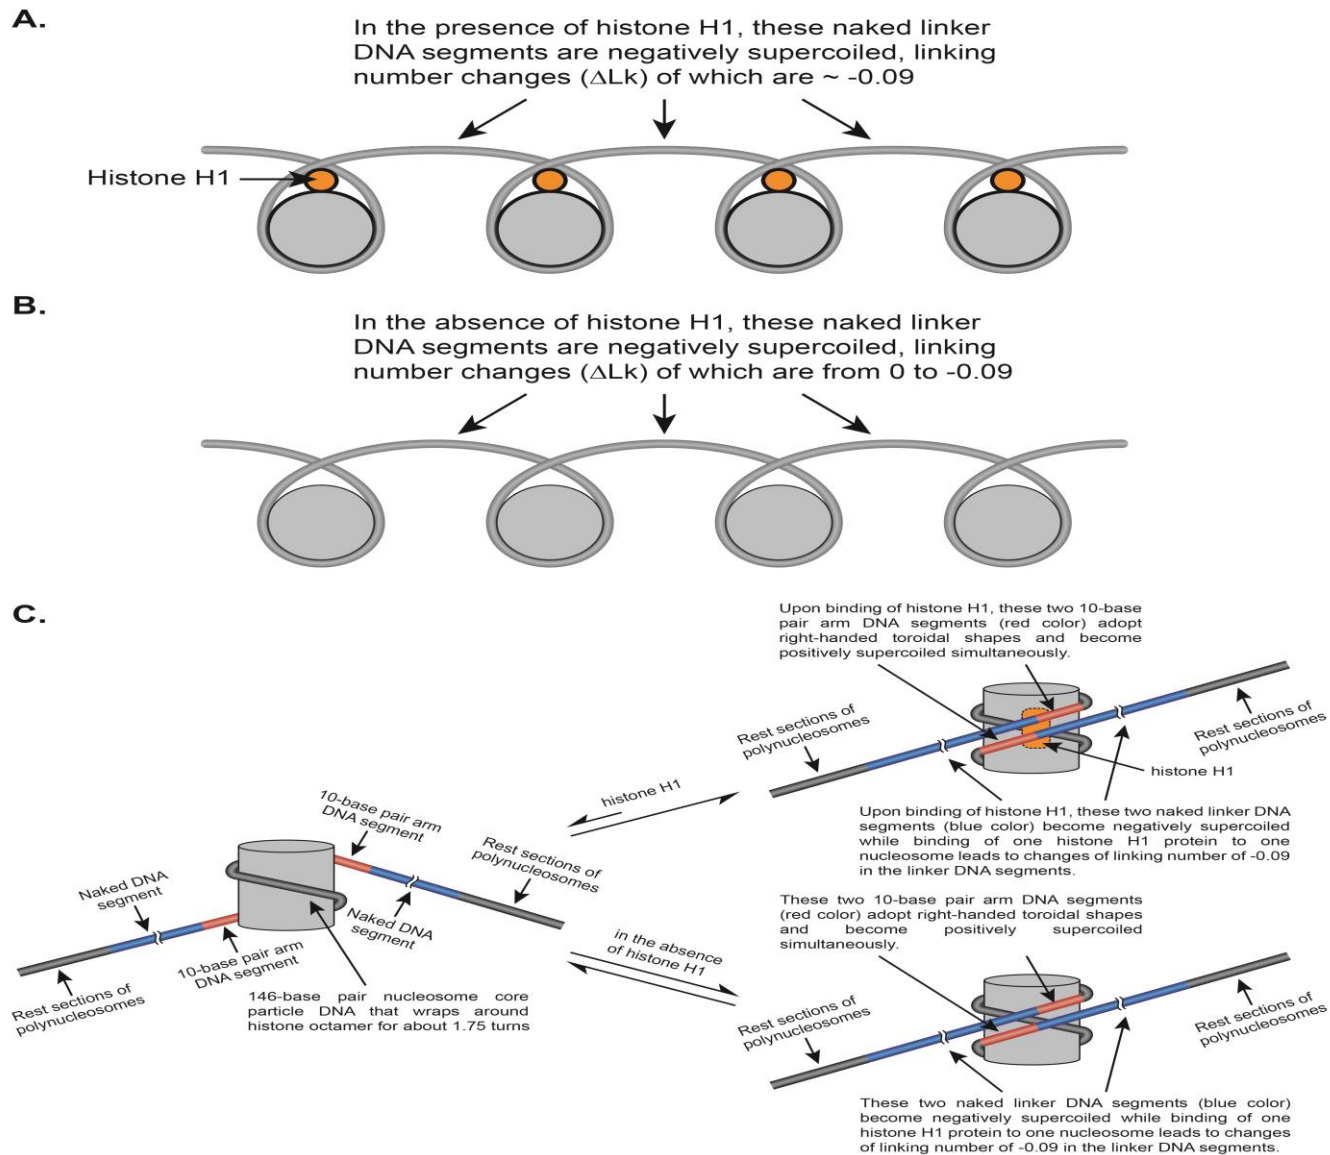 A.
In the presence of histone H1, these naked linker
DNA segments are negatively supercoiled, linking
number changes (ΔLk) of which are ~ -0.09
Histone H1
B.
In the absence of histone H1, these naked linker
DNA segments are negatively supercoiled, linking
number changes (ΔLk) of which are from 0 to -0.09
C.
Upon binding of histone H1, these two 10-base
pair arm DNA segments (red color) adopt
right-handed toroidal shapes and become
positively supercoiled simultaneously.
Rest sections of
polynucleosomes
Rest sections of
polynucleosomes
histone H1
histone H1
10-base pair arm
DNA segment
Rest sections of
polynucleosomes
Naked DNA
segment
Naked DNA
segment
10-base pair arm
DNA segment
Rest sections of
polynucleosomes
146-base pair nucleosome core
particle DNA that wraps around
histone octamer for about 1.75 turns
Upon binding of histone H1, these two naked linker DNA
segments (blue color) become negatively supercoiled
while binding of one histone H1 protein to one
nucleosome leads to changes of linking number of -0.09
in the linker DNA segments.
in the absence
of histone H1
These two 10-base pair arm DNA segments
(red color) adopt right-handed toroidal shapes
and become positively supercoiled
simultaneously.
Rest sections of
polynucleosomes
Rest sections of
polynucleosomes
These two naked linker DNA segments (blue color)
become negatively supercoiled while binding of one
histone H1 protein to one nucleosome leads to changes
of linking number of -0.09 in the linker DNA segments.